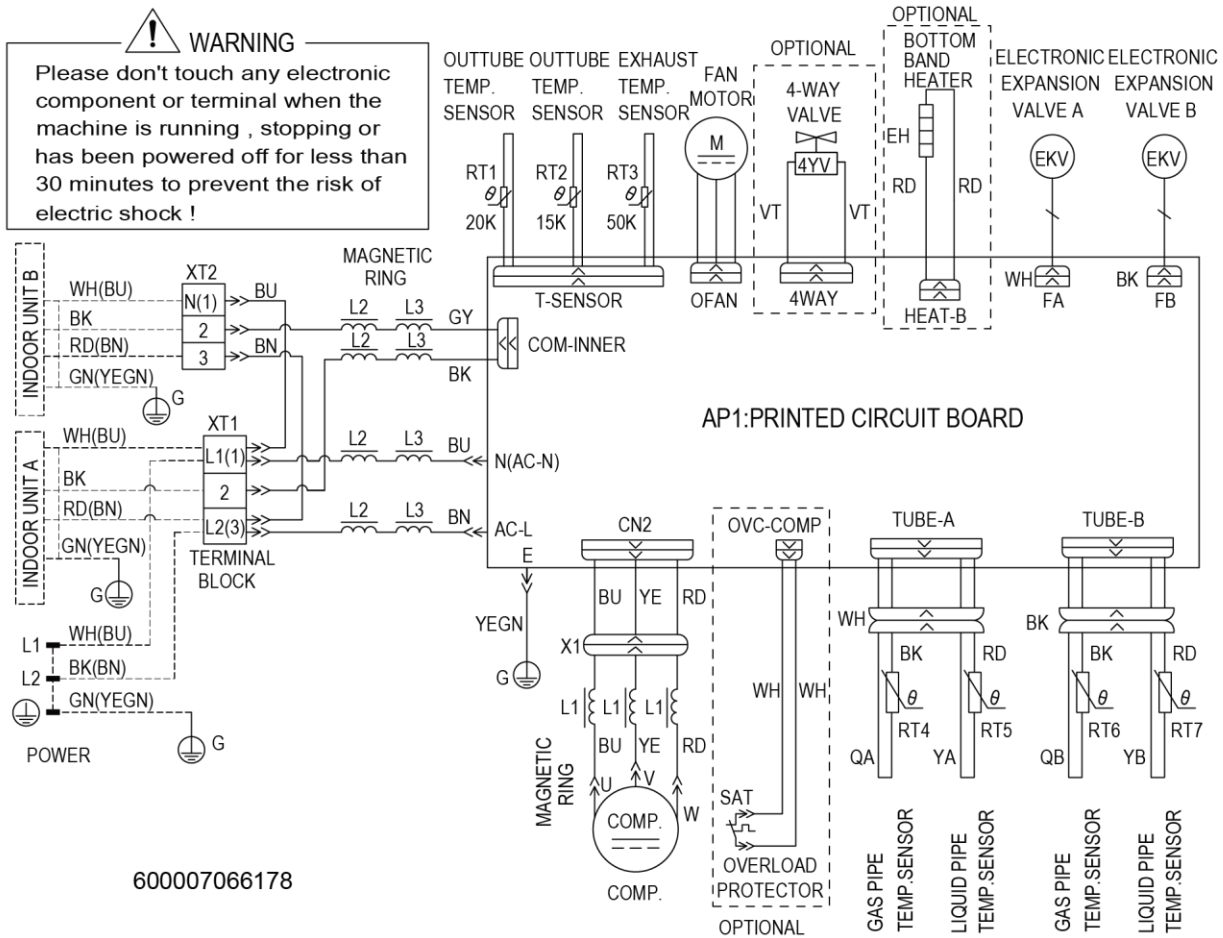 WARNING
Please don't touch any electronic
component or terminal when the
machine is running , stopping or
has been powered off for less than
30 minutes to prevent the risk of
electric shock !
OUTTUBE
TEMP.
SENSOR
OUTTUBE
TEMP.
SENSOR
EXHAUST
TEMP.
SENSOR
FAN
MOTOR
OPTIONAL
4-WAY
VALVE
OPTIONAL
BOTTOM
BAND
HEATER
ELECTRONIC
EXPANSION
VALVE A
ELECTRONIC
EXPANSION
VALVE B
RT1
θ
20K
RT2
θ
15K
RT3
θ
50K
M
4YV
VT
VT
EH
RD
RD
EKV
EKV
T-SENSOR
OFAN
4WAY
HEAT-B
WH
FA
BK
FB
INDOOR UNIT B
WH(BU)
BK
RD(BN)
GN(YEGN)
G
XT2
N(1)
2
3
BU
BN
MAGNETIC
RING
L2
L3
GY
L2
L3
BK
COM-INNER
AP1:PRINTED CIRCUIT BOARD
INDOOR UNIT A
WH(BU)
BK
RD(BN)
GN(YEGN)
G
XT1
L1(1)
2
L2(3)
TERMINAL
BLOCK
L2
L3
BU
N(AC-N)
L2
L3
BN
AC-L
E
YEGN
G
L1
WH(BU)
L2
BK(BN)
GN(YEGN)
G
POWER
CN2
BU
YE
RD
X1
L1
L1
L1
BU
YE
RD
MAGNETIC
RING
U
V
W
COMP.
COMP.
OVC-COMP
WH
WH
SAT
OVERLOAD
PROTECTOR
OPTIONAL
TUBE-A
WH
BK
RD
θ
RT4
θ
RT5
QA
YA
GAS PIPE
TEMP.SENSOR
LIQUID PIPE
TEMP.SENSOR
TUBE-B
BK
BK
RD
θ
RT6
θ
RT7
QB
YB
GAS PIPE
TEMP.SENSOR
LIQUID PIPE
TEMP.SENSOR
600007066178